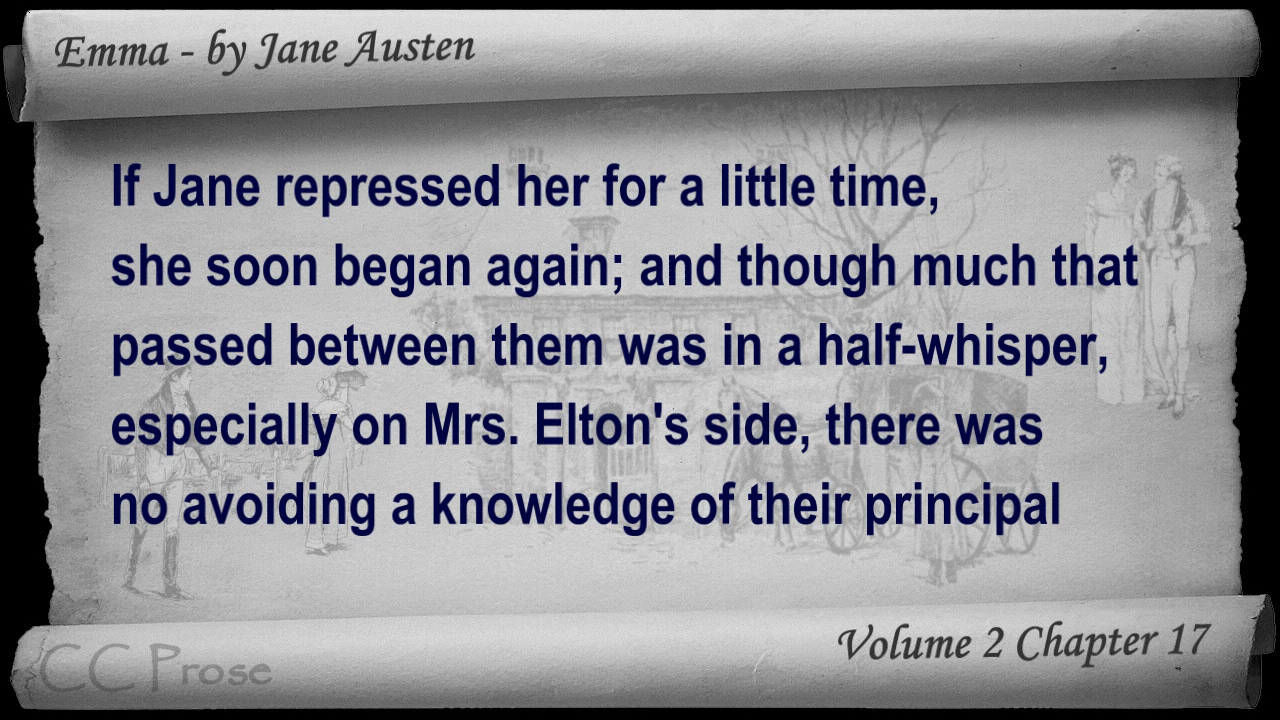 Emma - by Jane Austen
If Jane repressed her for a little time,
she soon began again; and though much that
passed between them was in a half-whisper,
especially on Mrs. Elton's side, there was
no avoiding a knowledge of their principal
Volume 2 Chapter 17
CC Prose